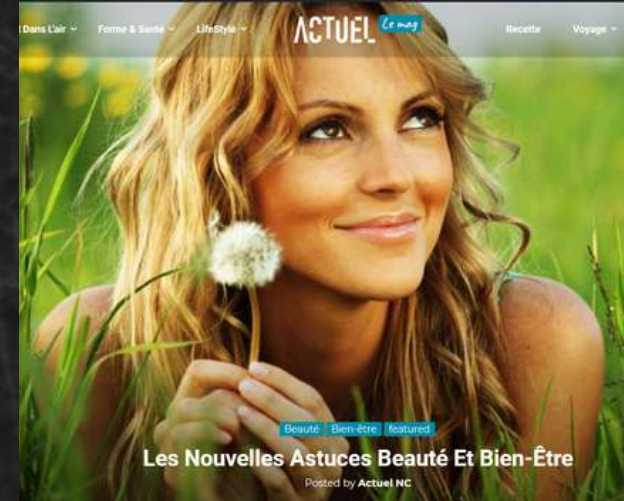 Dans L'air
Forme & Santé
LifeStyle
ACTUEL Le mag
Recette
Voyage
Beauté
Bien-être
featured
Les Nouvelles Astuces Beauté Et Bien-Être
Posted by Actuel NC